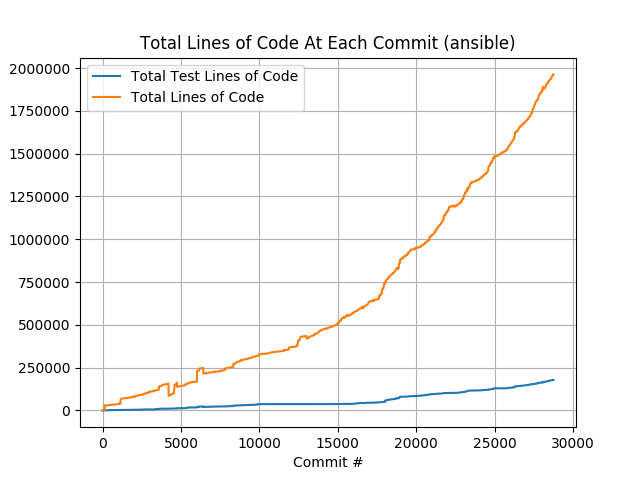 Total Lines of Code At Each Commit (ansible)
Total Test Lines of Code
Total Lines of Code
2000000
1750000
1500000
1250000
1000000
750000
500000
250000
0
0 5000 10000 15000 20000 25000 30000
Commit #